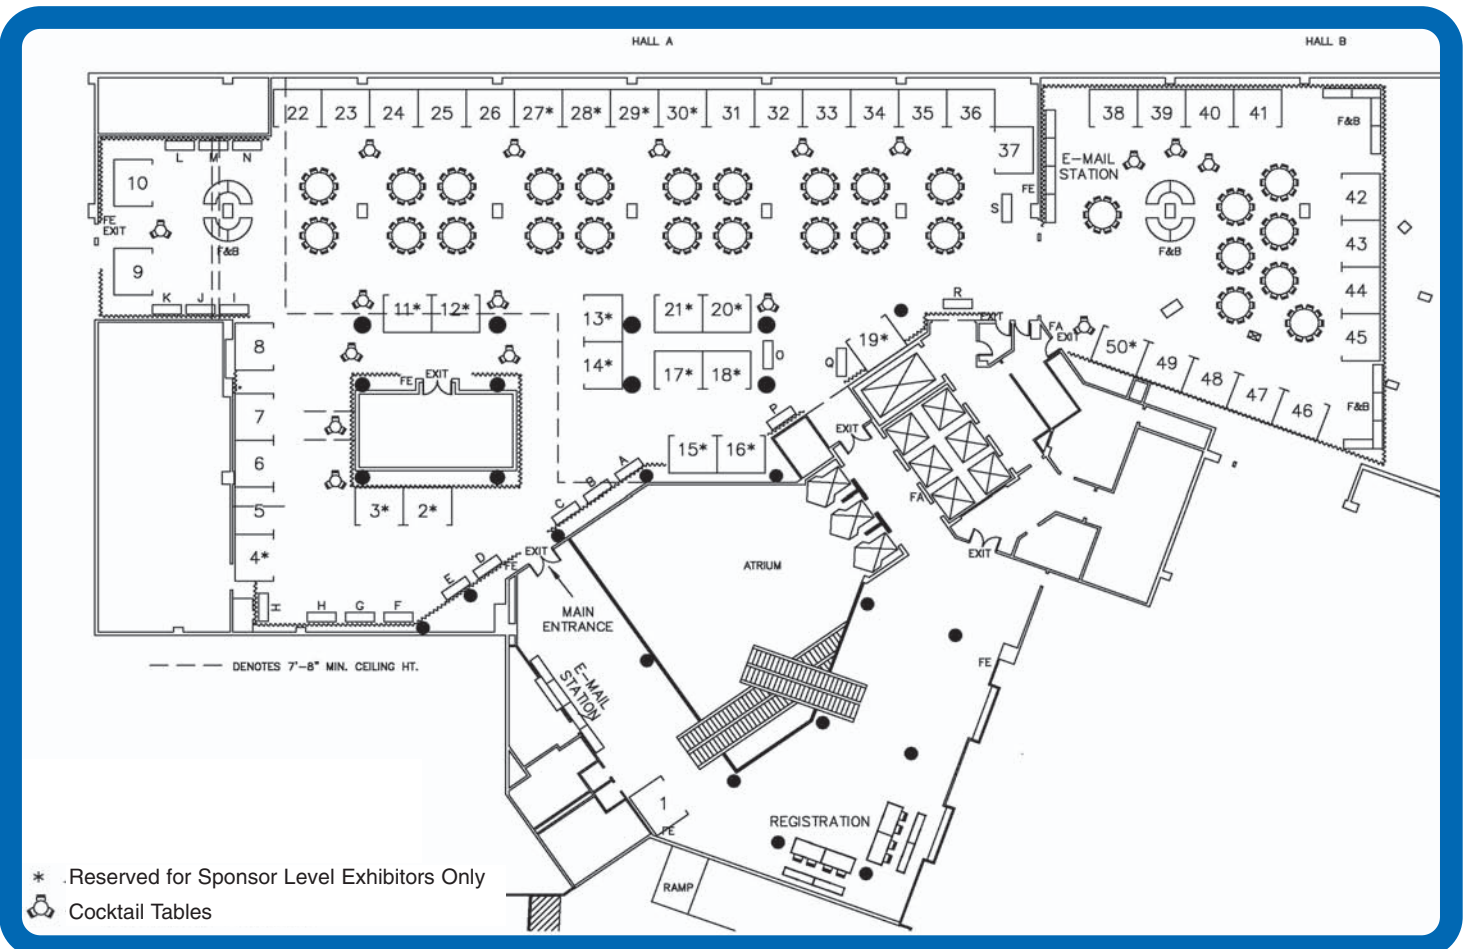 HALL A
HALL B
22 23 24 25 26 27* 28* 29* 30* 31 32 33 34 35 36
38 39 40 41
F&B
37
L M N
E-MAIL
STATION
10
FE
42
S
FE
EXIT
F&B
F&B
43
9
K J I
44
R
11* 12*
13*
21* 20*
EXIT
FA
EXIT
8
19*
45
50*
O
14*
Q
49
17* 18*
FE
EXIT
48
47
46
F&B
7
P
EXIT
15* 16*
6
A
B
C
FA
3* 2*
5
4*
EXIT
D
FE
E
EXIT
ATRIUM
H
H G F
MAIN
ENTRANCE
FE
DENOTES 7'-8" MIN. CEILING HT.
E-MAIL
STATION
1
FE
REGISTRATION
RAMP
* Reserved for Sponsor Level Exhibitors Only
Cocktail Tables